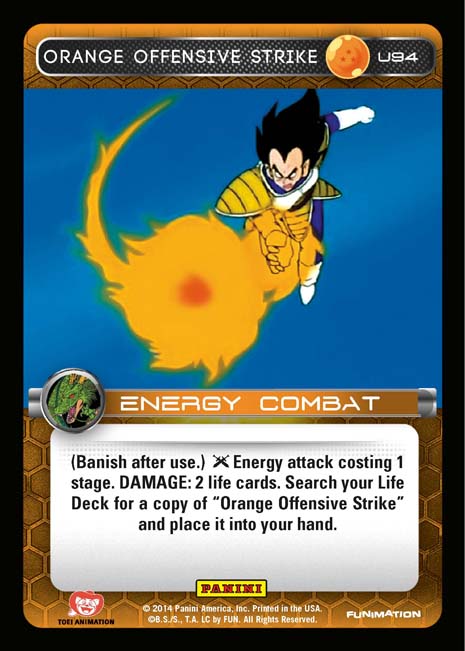 ORANGE OFFENSIVE STRIKE U94
ENERGY COMBAT
(Banish after use.) Energy attack costing 1
stage. DAMAGE: 2 life cards. Search your Life
Deck for a copy of “Orange Offensive Strike”
and place it into your hand.
PANINI
TOEI ANIMATION
© 2014 Panini America, Inc. Printed in the USA.
©B.S./S., T.A. LC by FUN. All Rights Reserved.
FUNIMATION